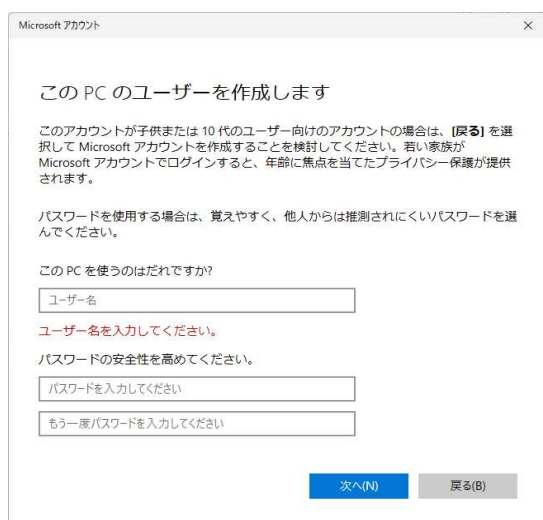 Microsoft アカウント
この PC のユーザーを作成します
このアカウントが子供または 10 代のユーザー向けのアカウントの場合は、[戻る] を選
択して Microsoft アカウントを作成することを検討してください。若い家族が
Microsoft アカウントでログインすると、年齢に焦点を当てたプライバシー保護が提供
されます。
パスワードを使用する場合は、覚えやすく、他人からは推測されにくいパスワードを選
んでください。
この PC を使うのはだれですか?
ユーザー名
ユーザー名を入力してください。
パスワードの安全性を高めてください。
パスワードを入力してください
もう一度パスワードを入力してください
次へ(N) 戻る(B)